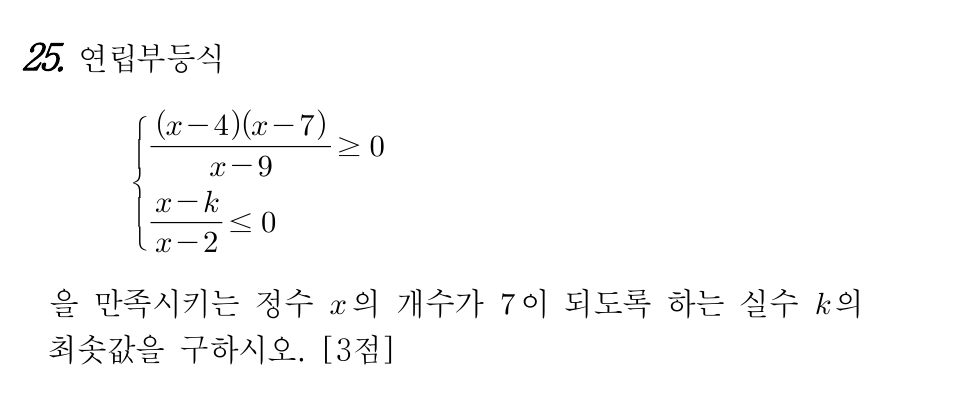 25. 연립부등식
(x-4)(x-7)
x-9
≥ 0
x-k
x-2
≤ 0
을 만족시키는 정수 x의 개수가 7이 되도록 하는 실수 k의
최솟값을 구하시오. [3점]